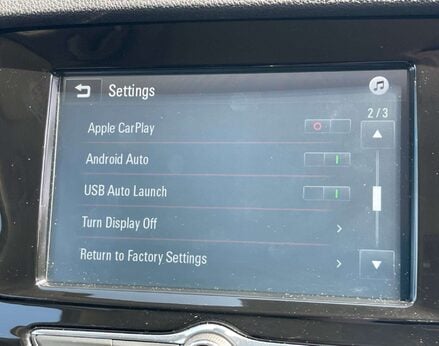 Settings
2/3
Apple CarPlay
Android Auto
USB Auto Launch
Turn Display Off
Return to Factory Settings